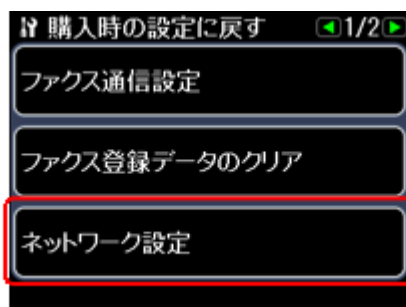 購入時の設定に戻す 1/2
ファクス通信設定
ファクス登録データのクリア
ネットワーク設定